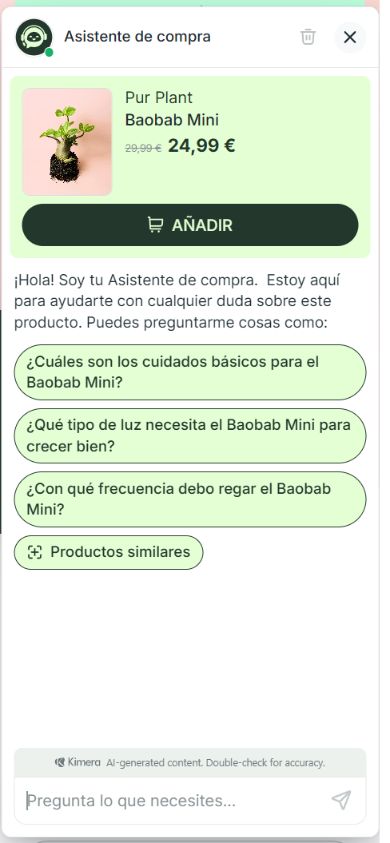 Asistente de compra
Pur Plant
Baobab Mini
29,99 € 24,99 €
AÑADIR
¡Hola! Soy tu Asistente de compra. Estoy aquí
para ayudarte con cualquier duda sobre este
producto. Puedes preguntarme cosas como:
¿Cuáles son los cuidados básicos para el
Baobab Mini?
¿Qué tipo de luz necesita el Baobab Mini para
crecer bien?
¿Con qué frecuencia debo regar el Baobab
Mini?
Productos similares
Kimera AI-generated content. Double-check for accuracy.
Pregunta lo que necesites...